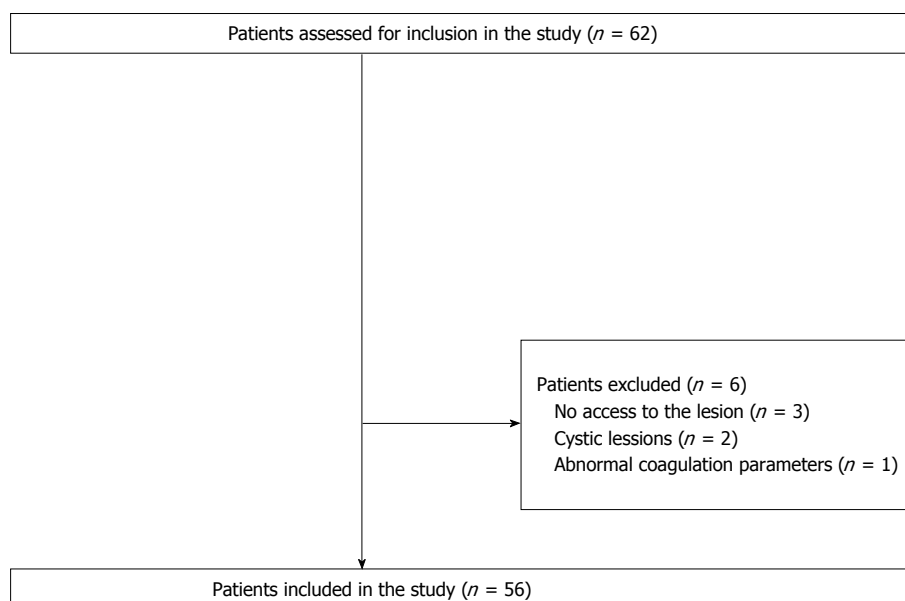 Patients assessed for inclusion in the study (n = 62)
Patients excluded (n = 6)
No access to the lesion (n = 3)
Cystic lessions (n = 2)
Abnormal coagulation parameters (n = 1)
Patients included in the study (n = 56)